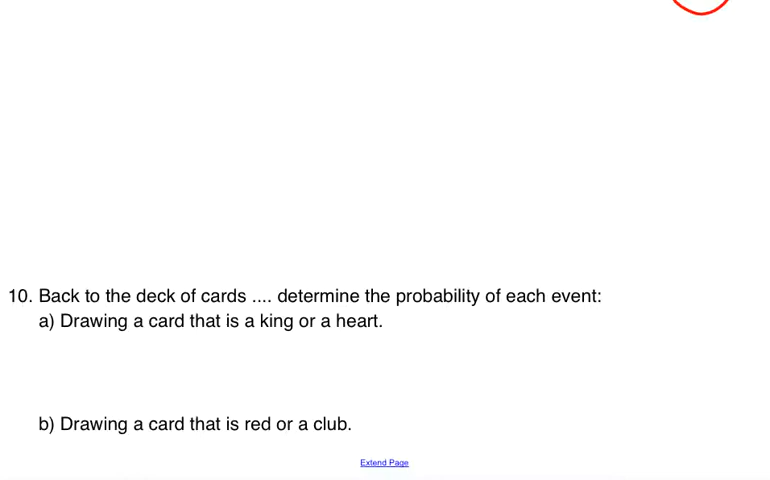 10. Back to the deck of cards .... determine the probability of each event:
a) Drawing a card that is a king or a heart.
b) Drawing a card that is red or a club.
Extend Page